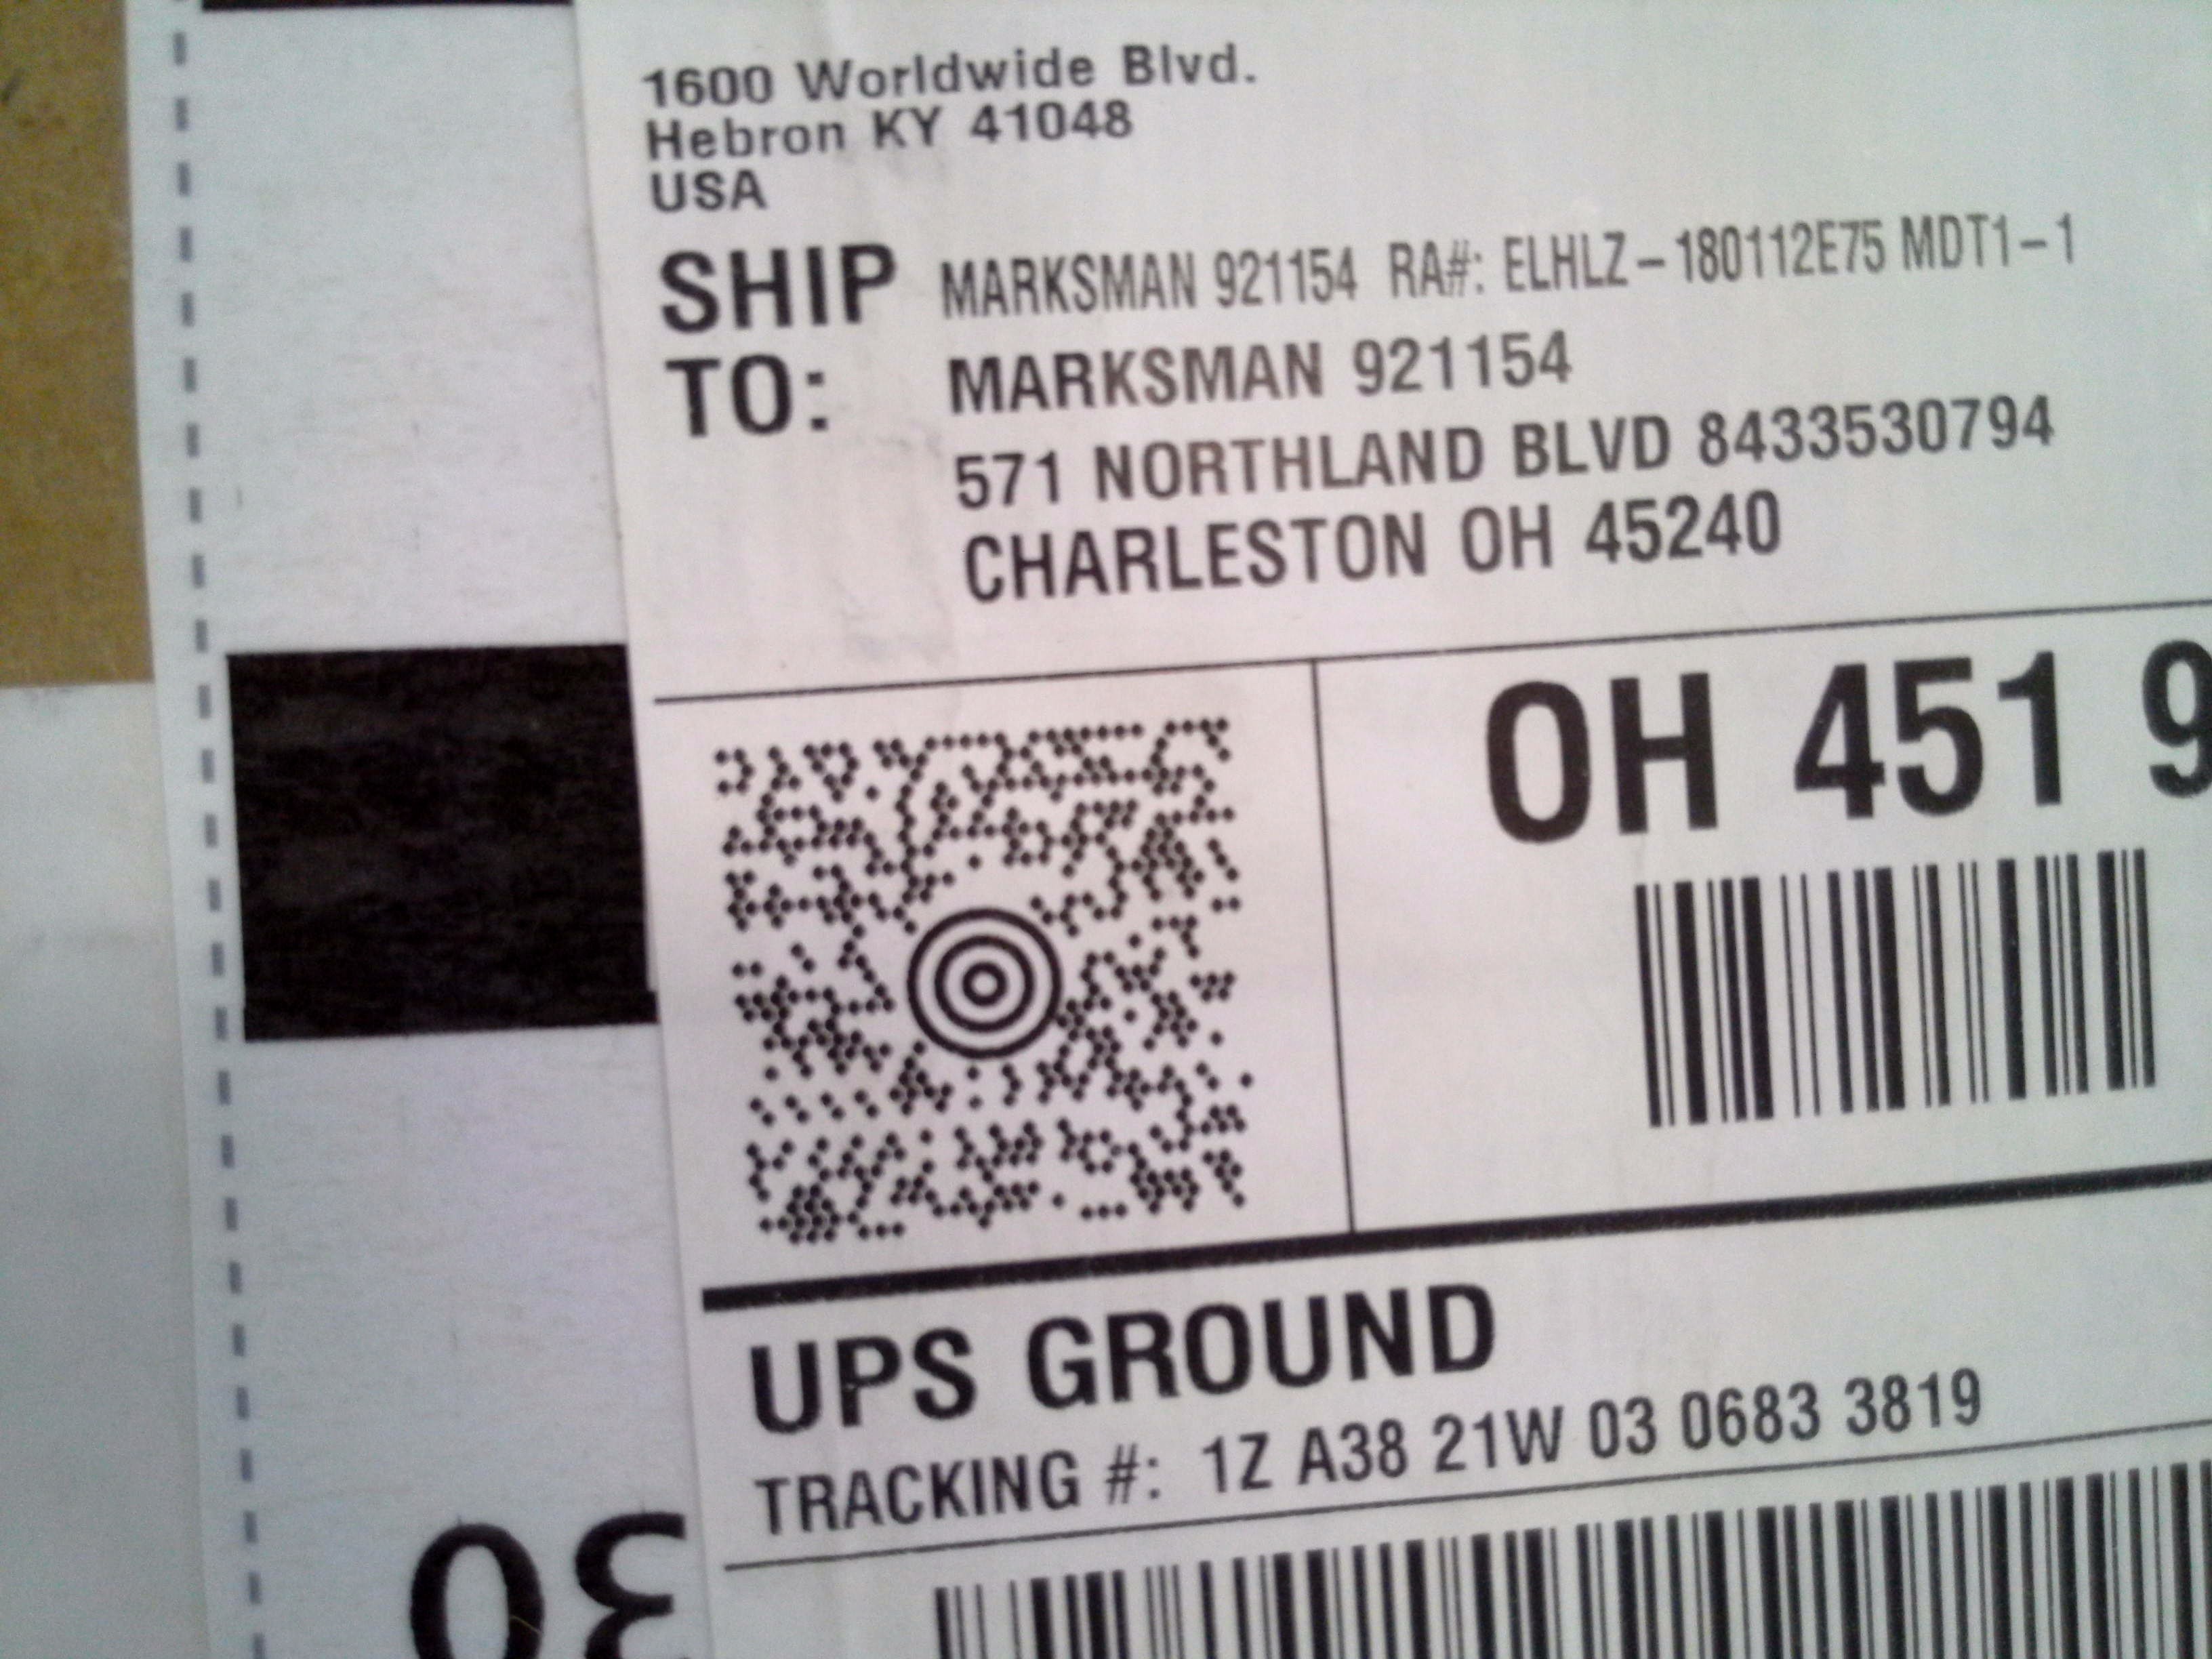 1600 Worldwide Blvd.
Hebron KY 41048
USA
SHIP TO:
MARKSMAN 921154 RA#: ELHLZ-180112E75 MDT1-1
MARKSMAN 921154
571 NORTHLAND BLVD 8433530794
CHARLESTON OH 45240
OH 451 9
UPS GROUND
TRACKING #: 1Z A38 21W 03 0683 3819